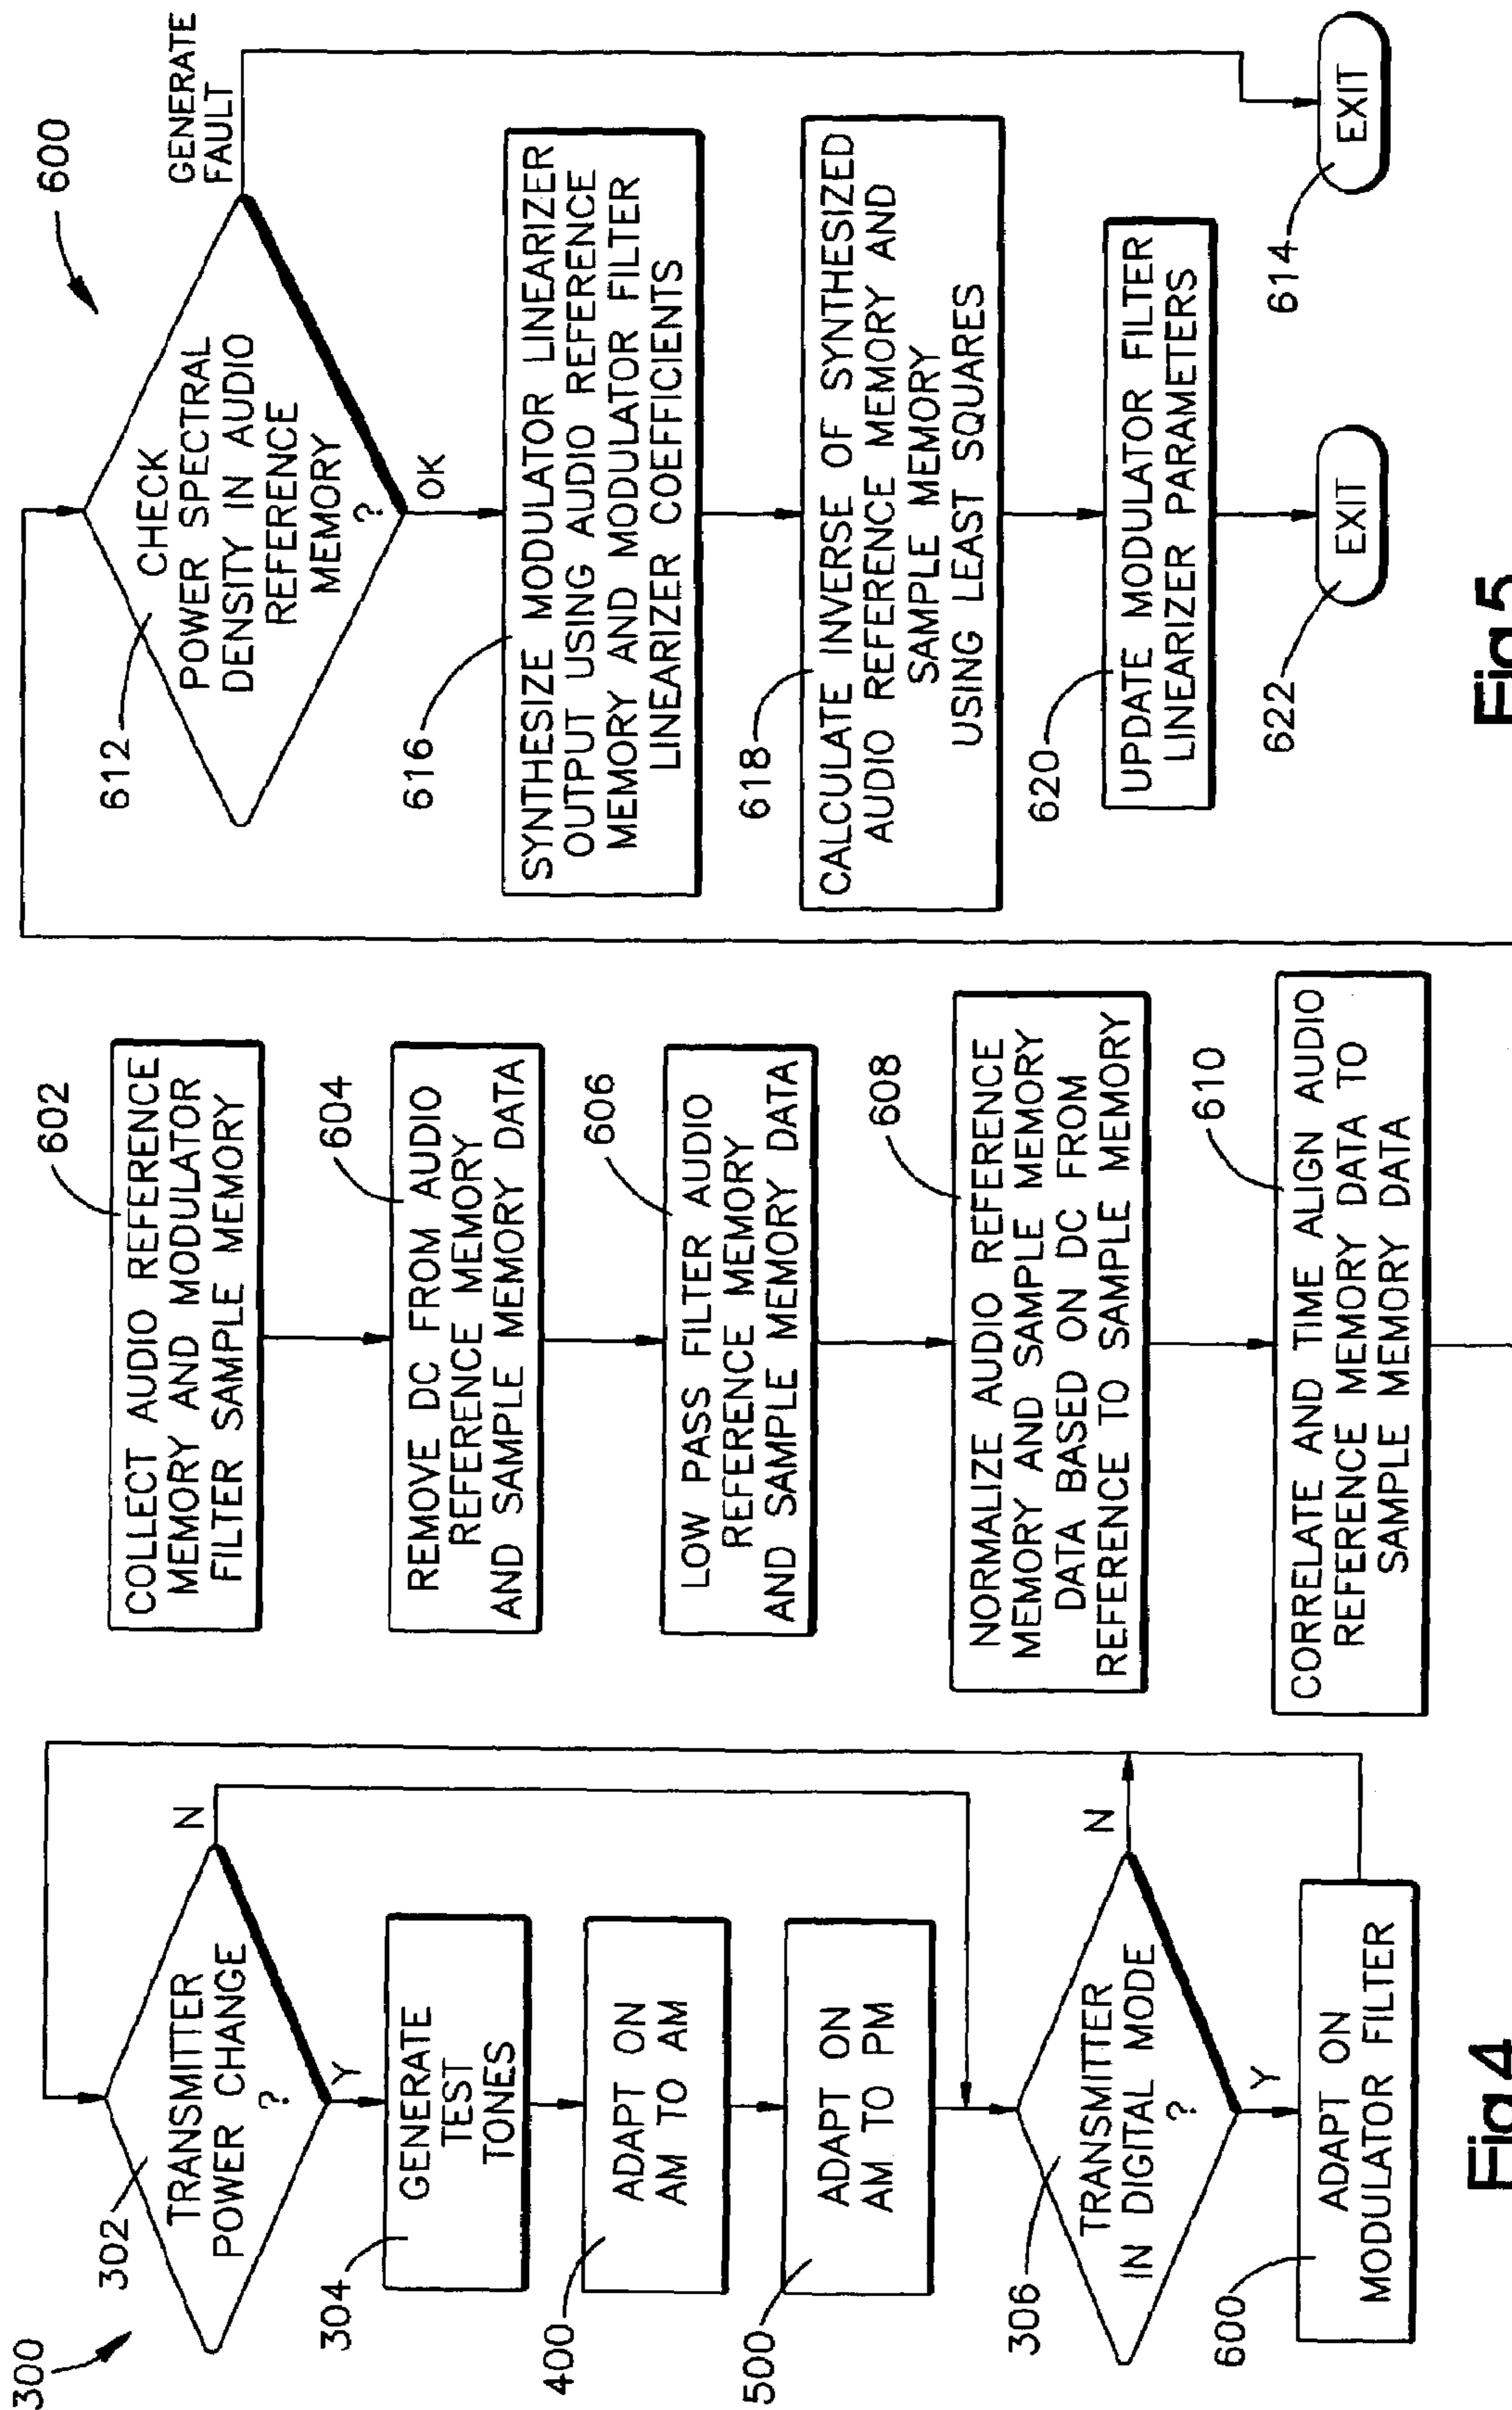 300
302
TRANSMITTER
POWER CHANGE
?
N
Y
304
GENERATE
TEST
TONES
400
ADAPT ON
AM TO AM
500
ADAPT ON
AM TO PM
306
TRANSMITTER
IN DIGITAL MODE
?
N
Y
600
ADAPT ON
MODULATOR FILTER
Fig.4
602
COLLECT AUDIO REFERENCE
MEMORY AND MODULATOR
FILTER SAMPLE MEMORY
604
REMOVE DC FROM AUDIO
REFERENCE MEMORY
AND SAMPLE MEMORY DATA
606
LOW PASS FILTER AUDIO
REFERENCE MEMORY
AND SAMPLE MEMORY DATA
608
NORMALIZE AUDIO REFERENCE
MEMORY AND SAMPLE MEMORY
DATA BASED ON DC FROM
REFERENCE TO SAMPLE MEMORY
610
CORRELATE AND TIME ALIGN AUDIO
REFERENCE MEMORY DATA TO
SAMPLE MEMORY DATA
600
612
CHECK
POWER SPECTRAL
DENSITY IN AUDIO
REFERENCE
MEMORY
?
GENERATE
FAULT
OK
616
SYNTHESIZE MODULATOR LINEARIZER
OUTPUT USING AUDIO REFERENCE
MEMORY AND MODULATOR FILTER
LINEARIZER COEFFICIENTS
618
CALCULATE INVERSE OF SYNTHESIZED
AUDIO REFERENCE MEMORY AND
SAMPLE MEMORY
USING LEAST SQUARES
620
UPDATE MODULATOR FILTER
LINEARIZER PARAMETERS
622
EXIT
614
EXIT
Fig.5